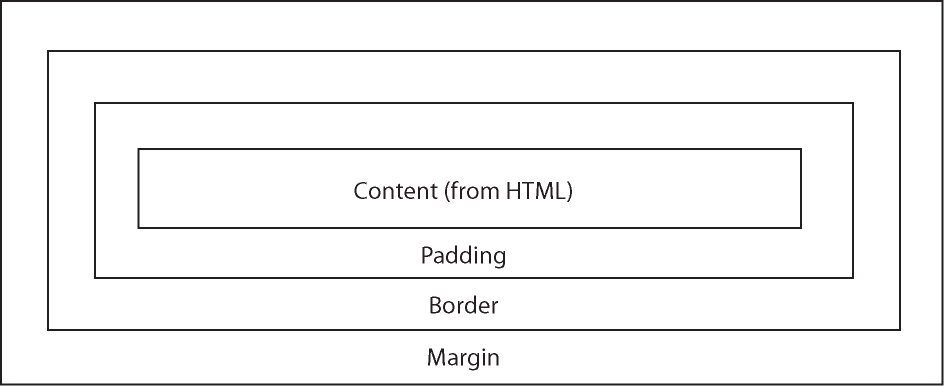 Content (from HTML)
Padding
Border
Margin